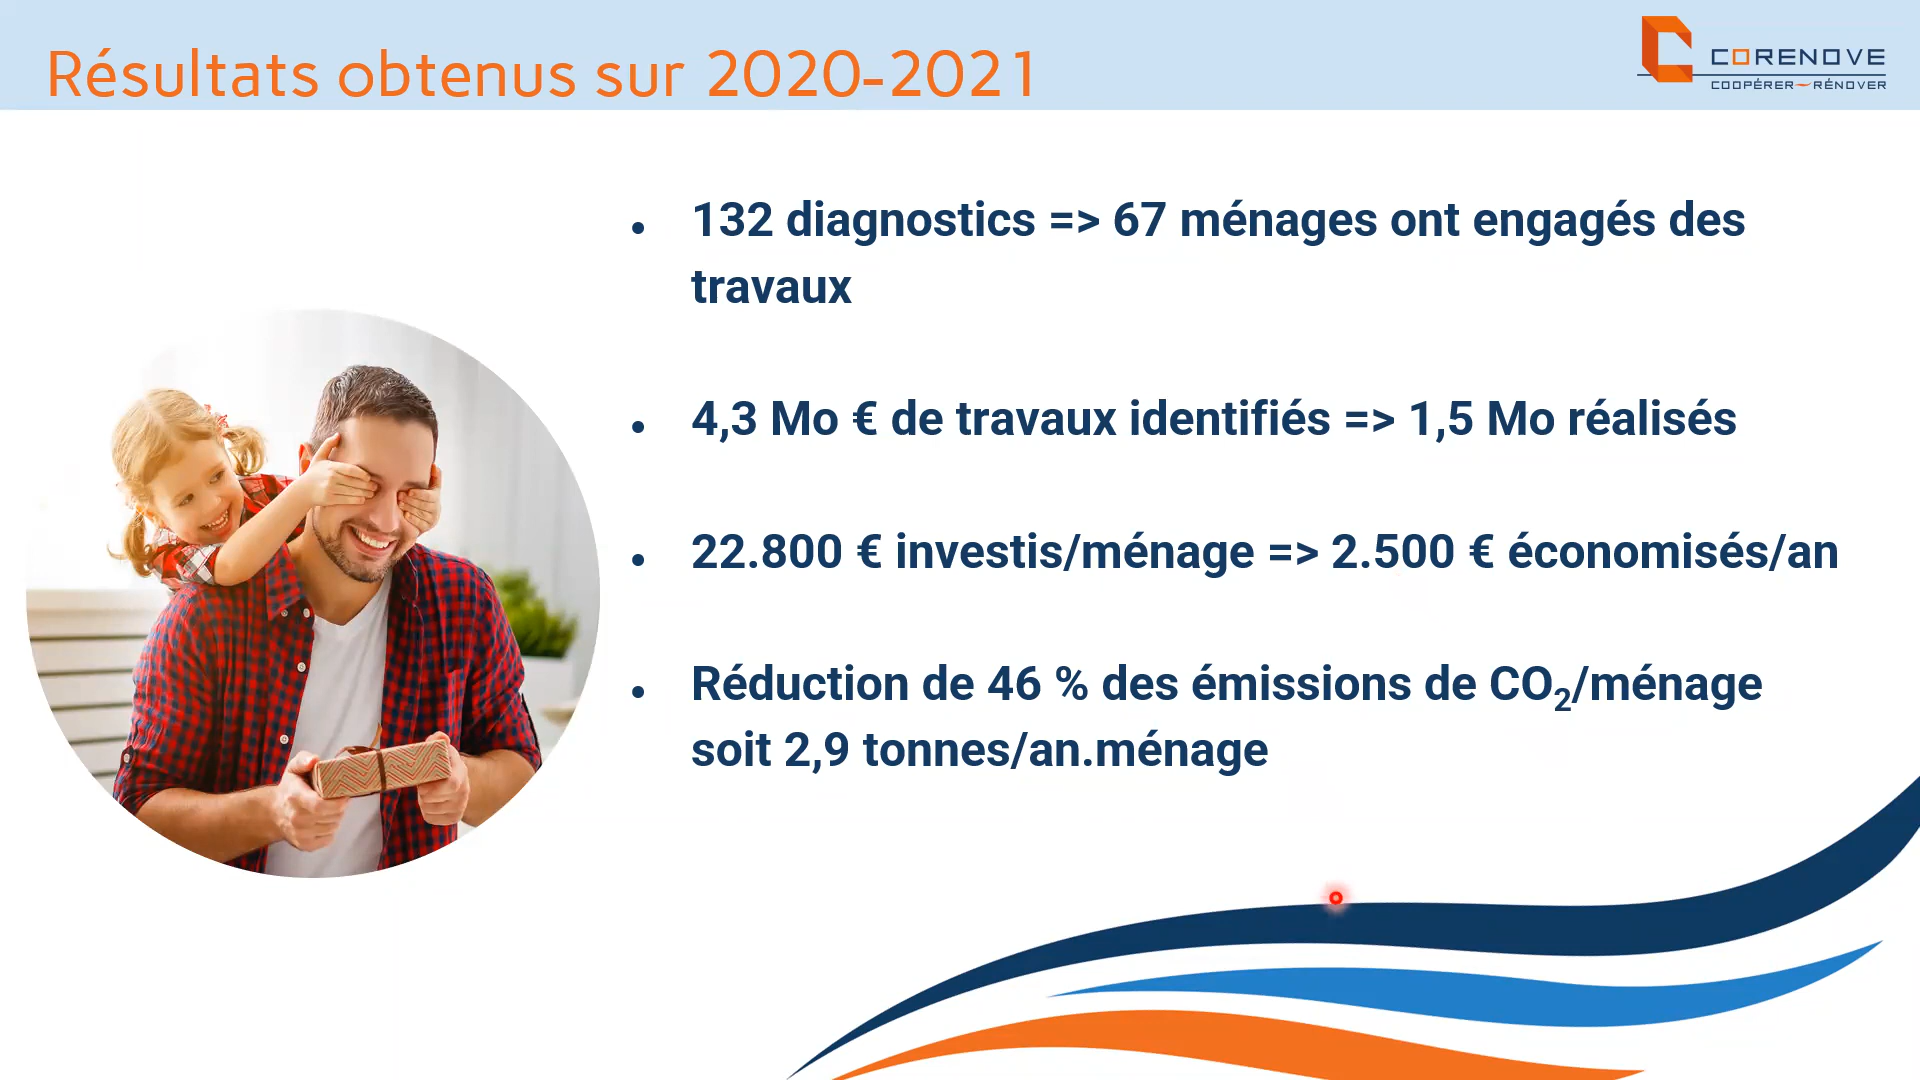 Résultats obtenus sur 2020-2021
CORENOVE
COOPÉRER~RÉNOVER
• 132 diagnostics => 67 ménages ont engagés des
travaux
• 4,3 Mo € de travaux identifiés => 1,5 Mo réalisés
• 22.800 € investis/ménage => 2.500 € économisés/an
• Réduction de 46 % des émissions de CO₂/ménage
soit 2,9 tonnes/an.ménage